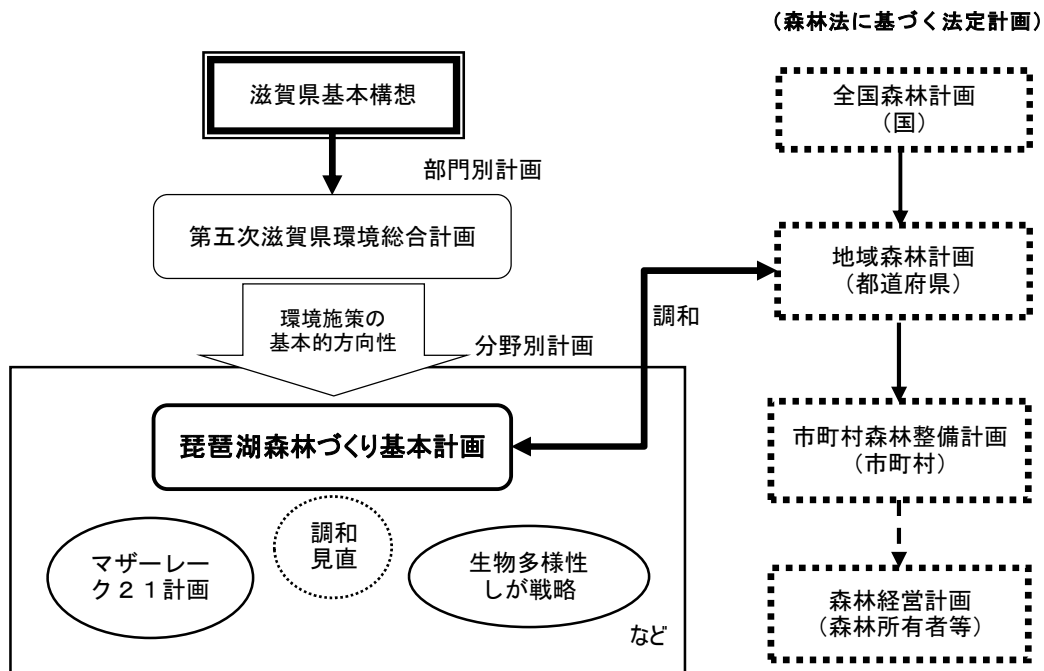 (森林法に基づく法定計画)
滋賀県基本構想
部門別計画
第五次滋賀県環境総合計画
環境施策の
基本的方向性
分野別計画
琵琶湖森林づくり基本計画
調和
見直
マザーレー
ク２１計画
生物多様性
しが戦略
など
調和
全国森林計画
(国)
地域森林計画
(都道府県)
市町村森林整備計画
(市町村)
森林経営計画
(森林所有者等)